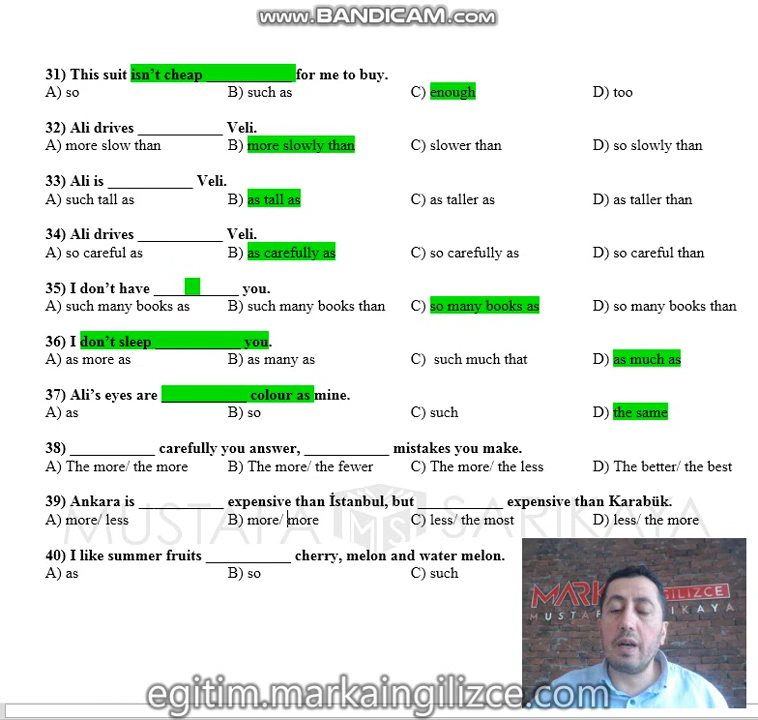 www.BANDICAM.com
31) This suit isn't cheap ____________ for me to buy.
A) so B) such as C) enough D) too
32) Ali drives ____________ Veli.
A) more slow than B) more slowly than C) slower than D) so slowly than
33) Ali is ____________ Veli.
A) such tall as B) as tall as C) as taller as D) as taller than
34) Ali drives ____________ Veli.
A) so careful as B) as carefully as C) so carefully as D) so careful than
35) I don't have ____________ you.
A) such many books as B) such many books than C) so many books as D) so many books than
36) I don't sleep ____________ you.
A) as more as B) as many as C) such much that D) as much as
37) Ali's eyes are ____________ colour as mine.
A) as B) so C) such D) the same
38) ____________ carefully you answer, ____________ mistakes you make.
A) The more/ the more B) The more/ the fewer C) The more/ the less D) The better/ the best
39) Ankara is ____________ expensive than İstanbul, but ____________ expensive than Karabük.
A) more/ less B) more/ more C) less/ the most D) less/ the more
MUSTAFA SARIKAYA
40) I like summer fruits ____________ cherry, melon and water melon.
A) as B) so C) such
egitim.markaingilizce.com